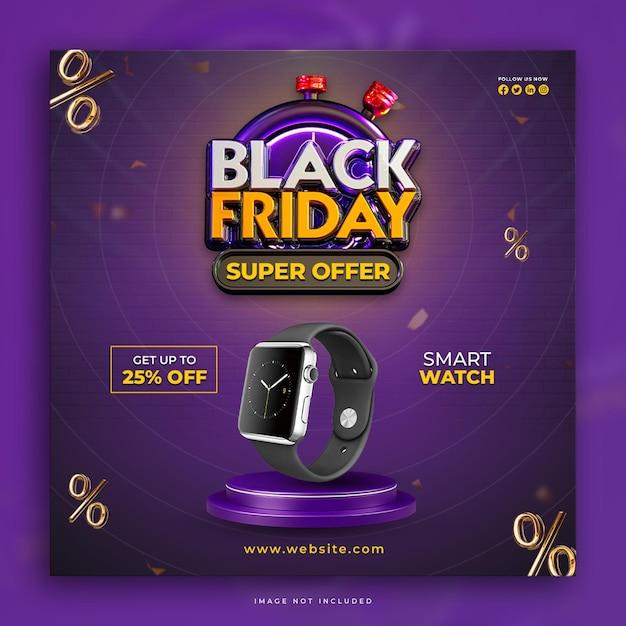 FOLLOW US NOW
BLACK
FRIDAY
SUPER OFFER
GET UP TO
25% OFF
SMART
WATCH
www.website.com
IMAGE NOT INCLUDED